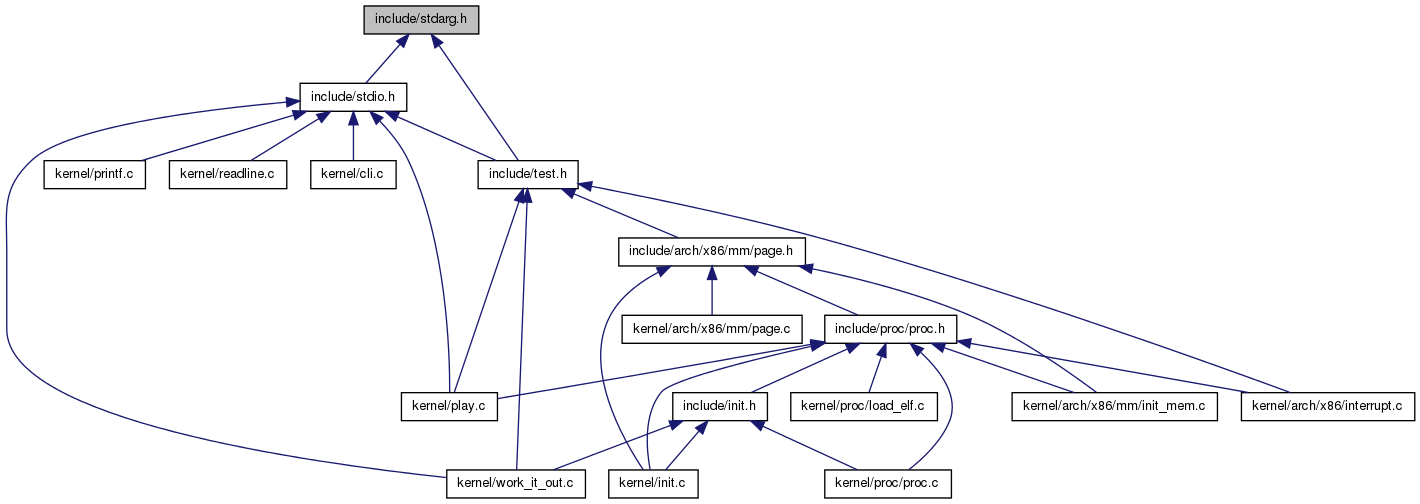 include/stdarg.h
include/stdio.h
kernel/printf.c
kernel/readline.c
kernel/cli.c
include/test.h
include/arch/x86/mm/page.h
kernel/arch/x86/mm/page.c
include/proc/proc.h
kernel/play.c
include/init.h
kernel/proc/load_elf.c
kernel/arch/x86/mm/init_mem.c
kernel/arch/x86/interrupt.c
kernel/work_it_out.c
kernel/init.c
kernel/proc/proc.c